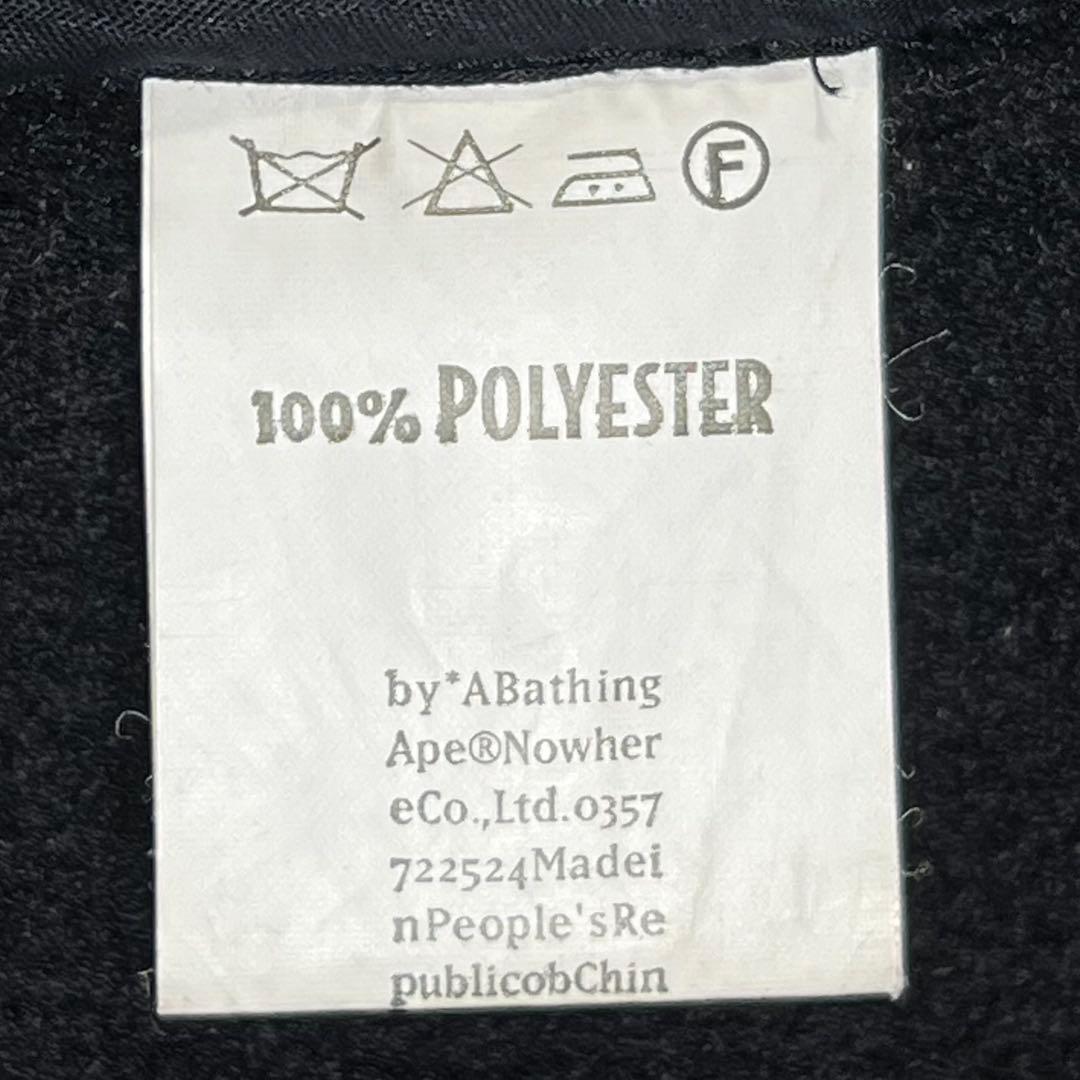 F
100% POLYESTER
by*ABathing
Ape®Nowher
eCo.,Ltd.0357
722524Madei
nPeople'sRe
publicobChin